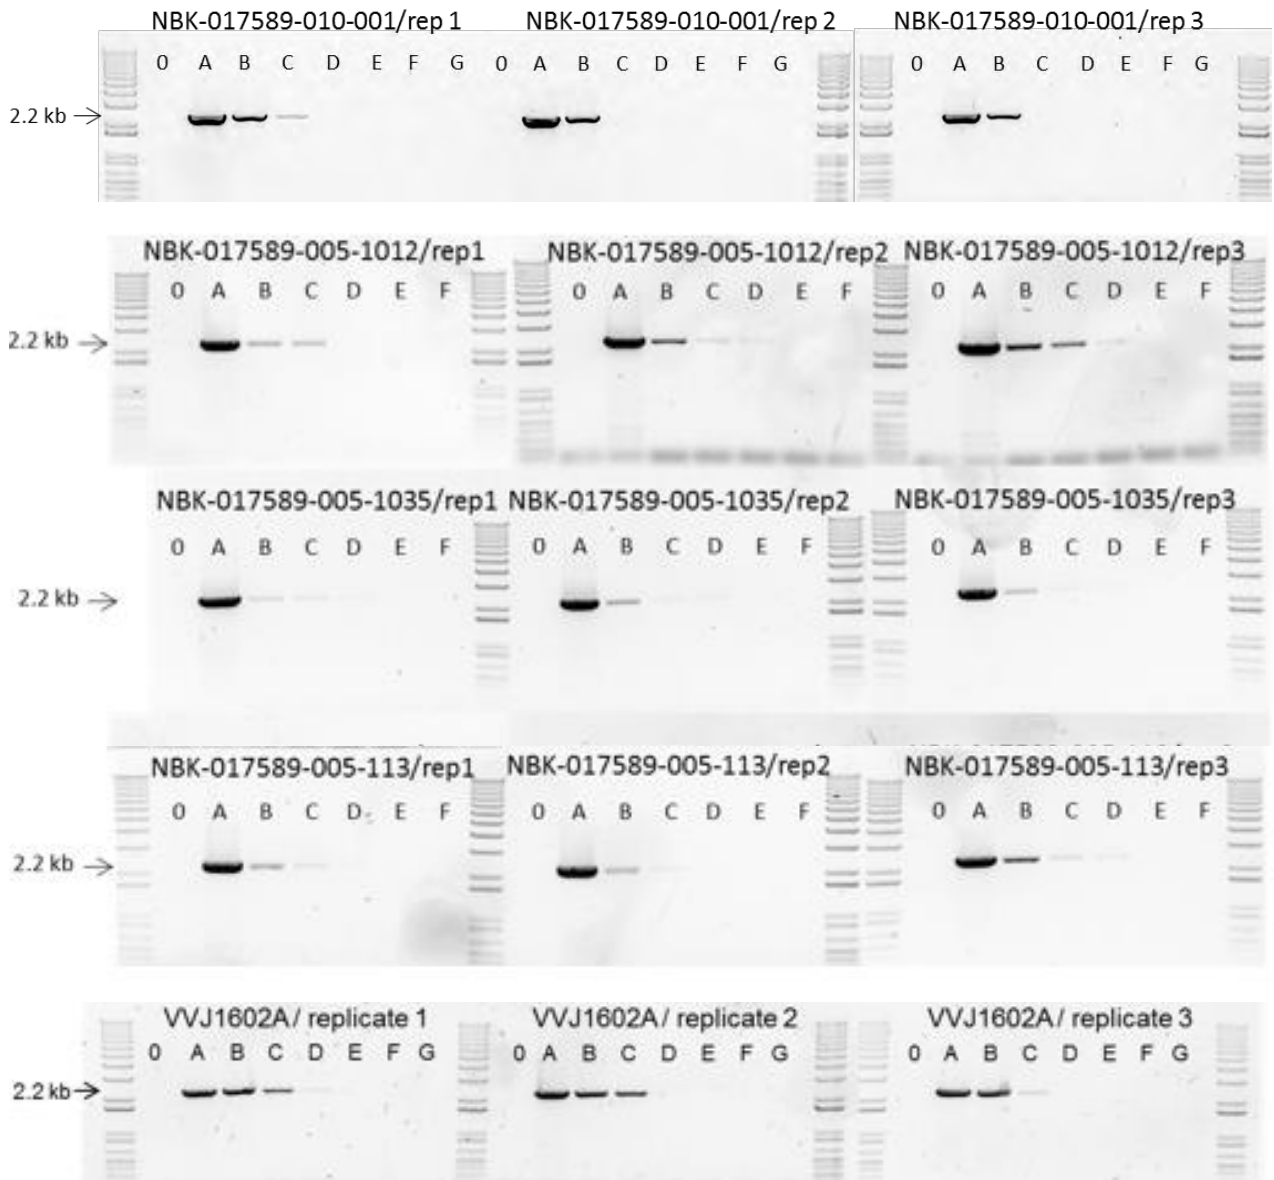 NBK-017589-010-001/rep 1 NBK-017589-010-001/rep 2 NBK-017589-010-001/rep 3
0 A B C D E F G 0 A B C D E F G 0 A B C D E F G
2.2 kb
NBK-017589-005-1012/rep1 NBK-017589-005-1012/rep2 NBK-017589-005-1012/rep3
0 A B C D E F 0 A B C D E F 0 A B C D E F
2.2 kb
NBK-017589-005-1035/rep1 NBK-017589-005-1035/rep2 NBK-017589-005-1035/rep3
0 A B C D E F 0 A B C D E F 0 A B C D E F
2.2 kb
NBK-017589-005-113/rep1 NBK-017589-005-113/rep2 NBK-017589-005-113/rep3
0 A B C D E F 0 A B C D E F 0 A B C D E F
2.2 kb
VVJ1602A/ replicate 1 VVJ1602A/ replicate 2 VVJ1602A/ replicate 3
0 A B C D E F G 0 A B C D E F G 0 A B C D E F G
2.2 kb